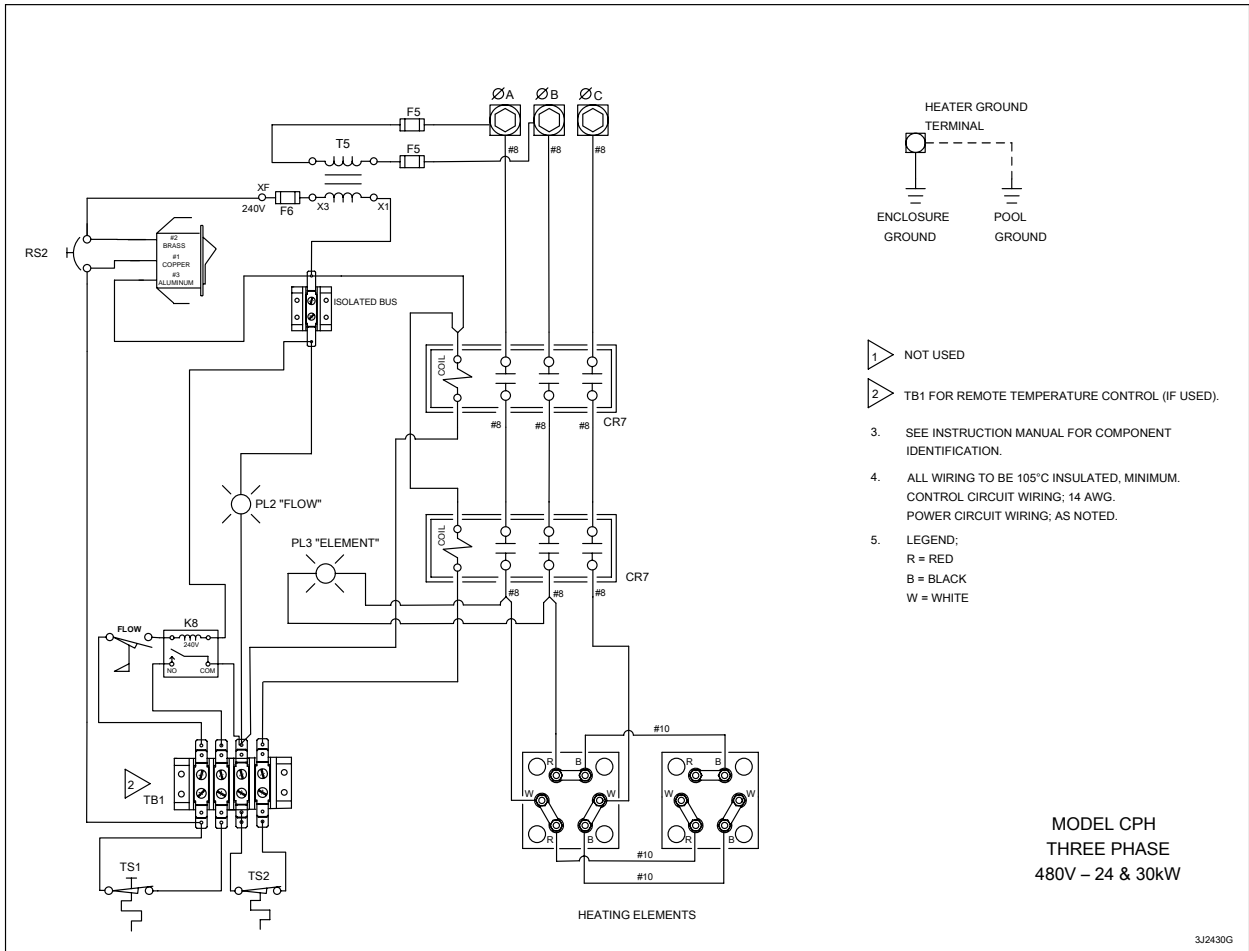 ØA
ØB
ØC
F5
T5
F5
#8
#8
#8
XF
240V
F6
X3
X1
RS2
#2
BRASS
#1
COPPER
#3
ALUMINUM
ISOLATED BUS
COIL
CR7
#8
#8
#8
PL2 "FLOW"
PL3 "ELEMENT"
COIL
CR7
#8
#8
#8
FLOW
K8
240V
NO
COM
2
TB1
TS1
TS2
#10
R
B
R
B
W
W
W
W
R
B
R
B
#10
#10
HEATING ELEMENTS
HEATER GROUND
TERMINAL
ENCLOSURE
GROUND
POOL
GROUND
1 NOT USED
2 TB1 FOR REMOTE TEMPERATURE CONTROL (IF USED).
3. SEE INSTRUCTION MANUAL FOR COMPONENT
IDENTIFICATION.
4. ALL WIRING TO BE 105°C INSULATED, MINIMUM.
CONTROL CIRCUIT WIRING; 14 AWG.
POWER CIRCUIT WIRING; AS NOTED.
5. LEGEND;
R = RED
B = BLACK
W = WHITE
MODEL CPH
THREE PHASE
480V – 24 & 30kW
3J2430G